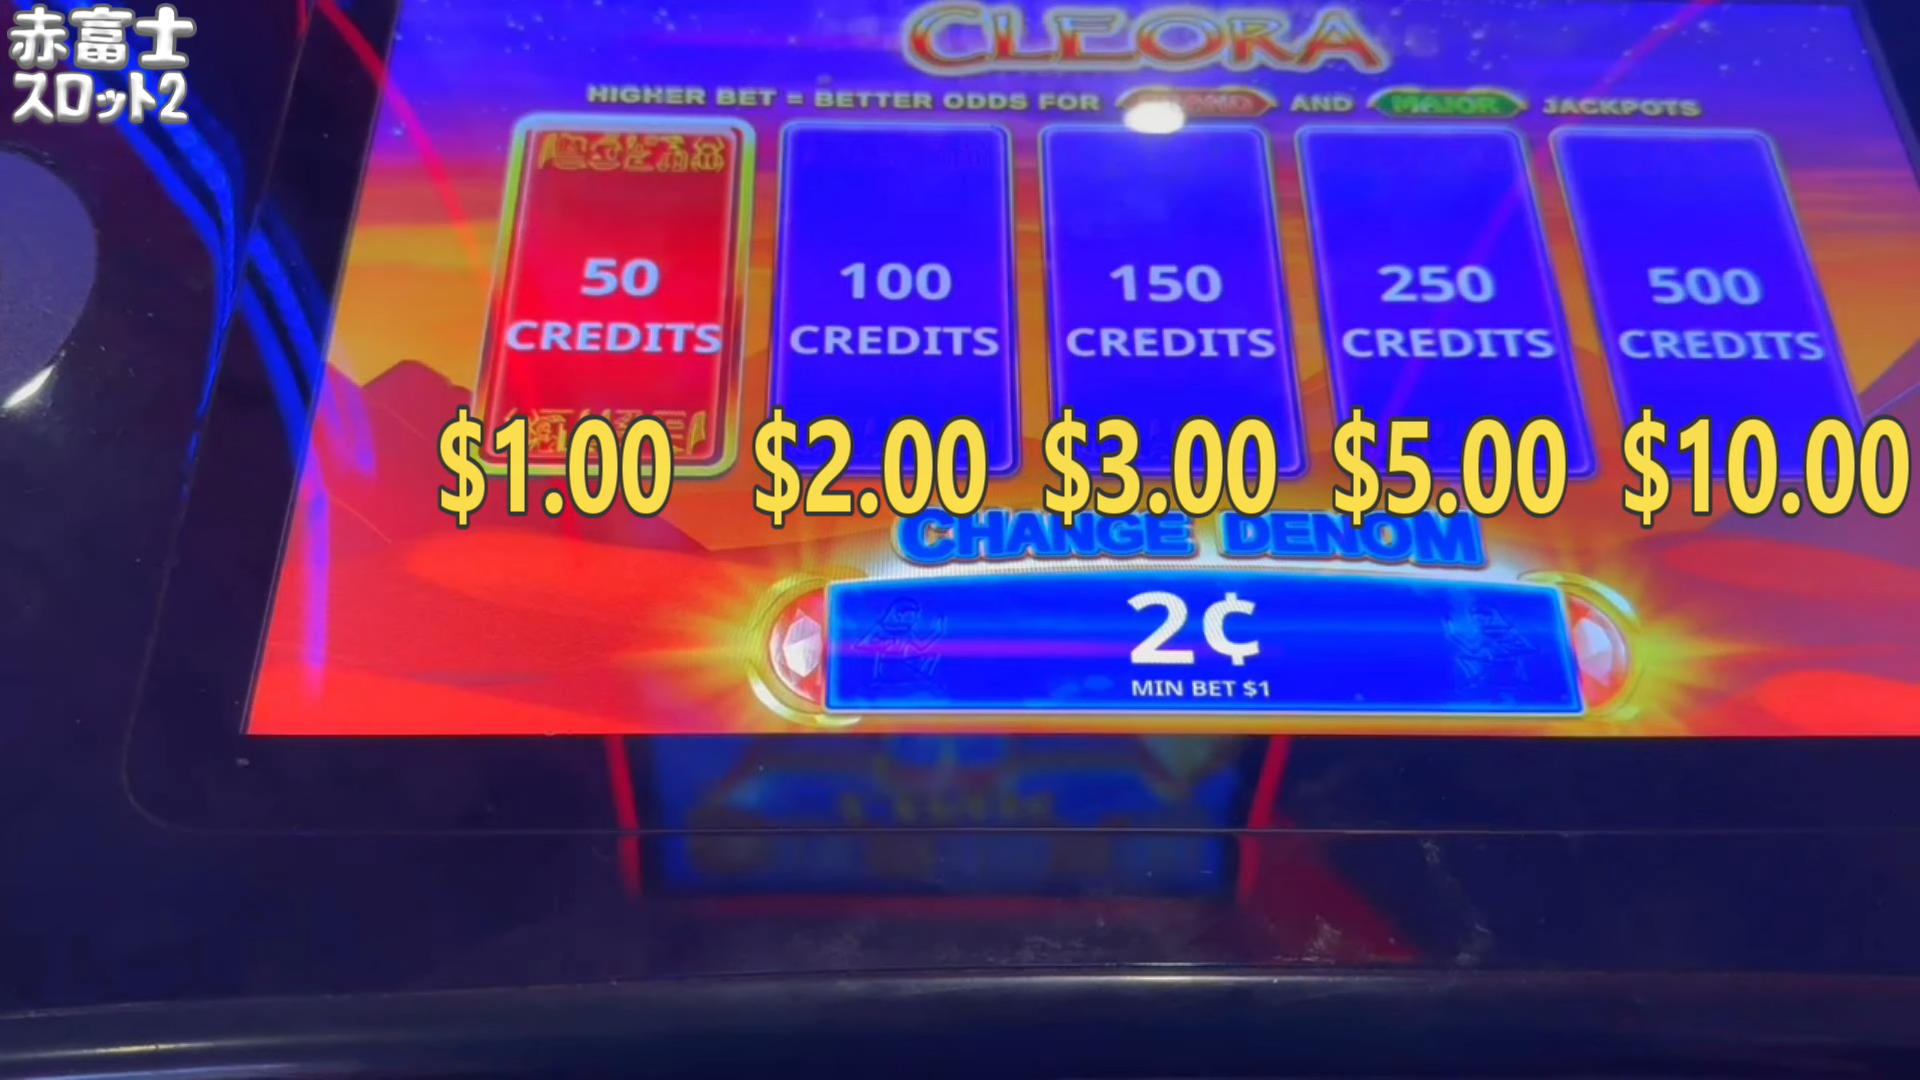 赤富士
スロット2
CLEORA
HIGHER BET = BETTER ODDS FOR GRAND AND MAJOR JACKPOTS
50 CREDITS
100 CREDITS
150 CREDITS
250 CREDITS
500 CREDITS
$1.00 $2.00 $3.00 $5.00 $10.00
CHANGE DENOM
2¢
MIN BET $1